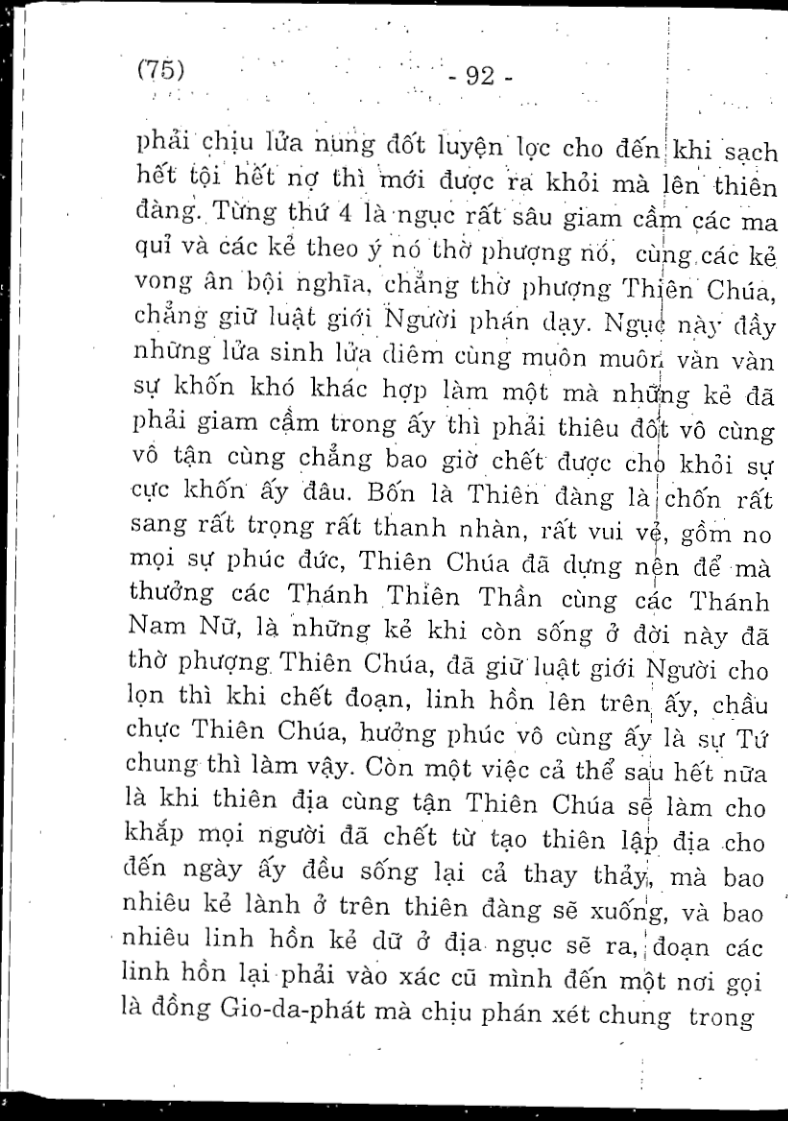 (75)
- 92 -
phải chịu lửa nung đốt luyện lọc cho đến khi sạch
hết tội hết nợ thì mới được ra khỏi mà lên thiên
đàng. Từng thứ 4 là ngục rất sâu giam cầm các ma
quỉ và các kẻ theo ý nó thờ phượng nó, cùng các kẻ
vong ân bội nghĩa, chẳng thờ phượng Thiên Chúa,
chẳng giữ luật giới Người phán dạy. Ngục này đầy
những lửa sinh lửa diêm cùng muôn muôn vàn vàn
sự khốn khó khác hợp làm một mà những kẻ đã
phải giam cầm trong ấy thì phải thiêu đốt vô cùng
vô tận cùng chẳng bao giờ chết được cho khỏi sự
cực khốn ấy đâu. Bốn là Thiên đàng là chốn rất
sang rất trọng rất thanh nhàn, rất vui vẻ, gồm no
mọi sự phúc đức, Thiên Chúa đã dựng nên để mà
thưởng các Thánh Thiên Thần cùng các Thánh
Nam Nữ, là những kẻ khi còn sống ở đời này đã
thờ phượng Thiên Chúa, đã giữ luật giới Người cho
lọn thì khi chết đoạn, linh hồn lên trên ấy, chầu
chực Thiên Chúa, hưởng phúc vô cùng ấy là sự Tứ
chung thì làm vậy. Còn một việc cả thể sau hết nữa
là khi thiên địa cùng tận Thiên Chúa sẽ làm cho
khắp mọi người đã chết từ tạo thiên lập địa cho
đến ngày ấy đều sống lại cả thay thảy, mà bao
nhiêu kẻ lành ở trên thiên đàng sẽ xuống, và bao
nhiêu linh hồn kẻ dữ ở địa ngục sẽ ra, đoạn các
linh hồn lại phải vào xác cũ mình đến một nơi gọi
là đồng Gio-da-phát mà chịu phán xét chung trong